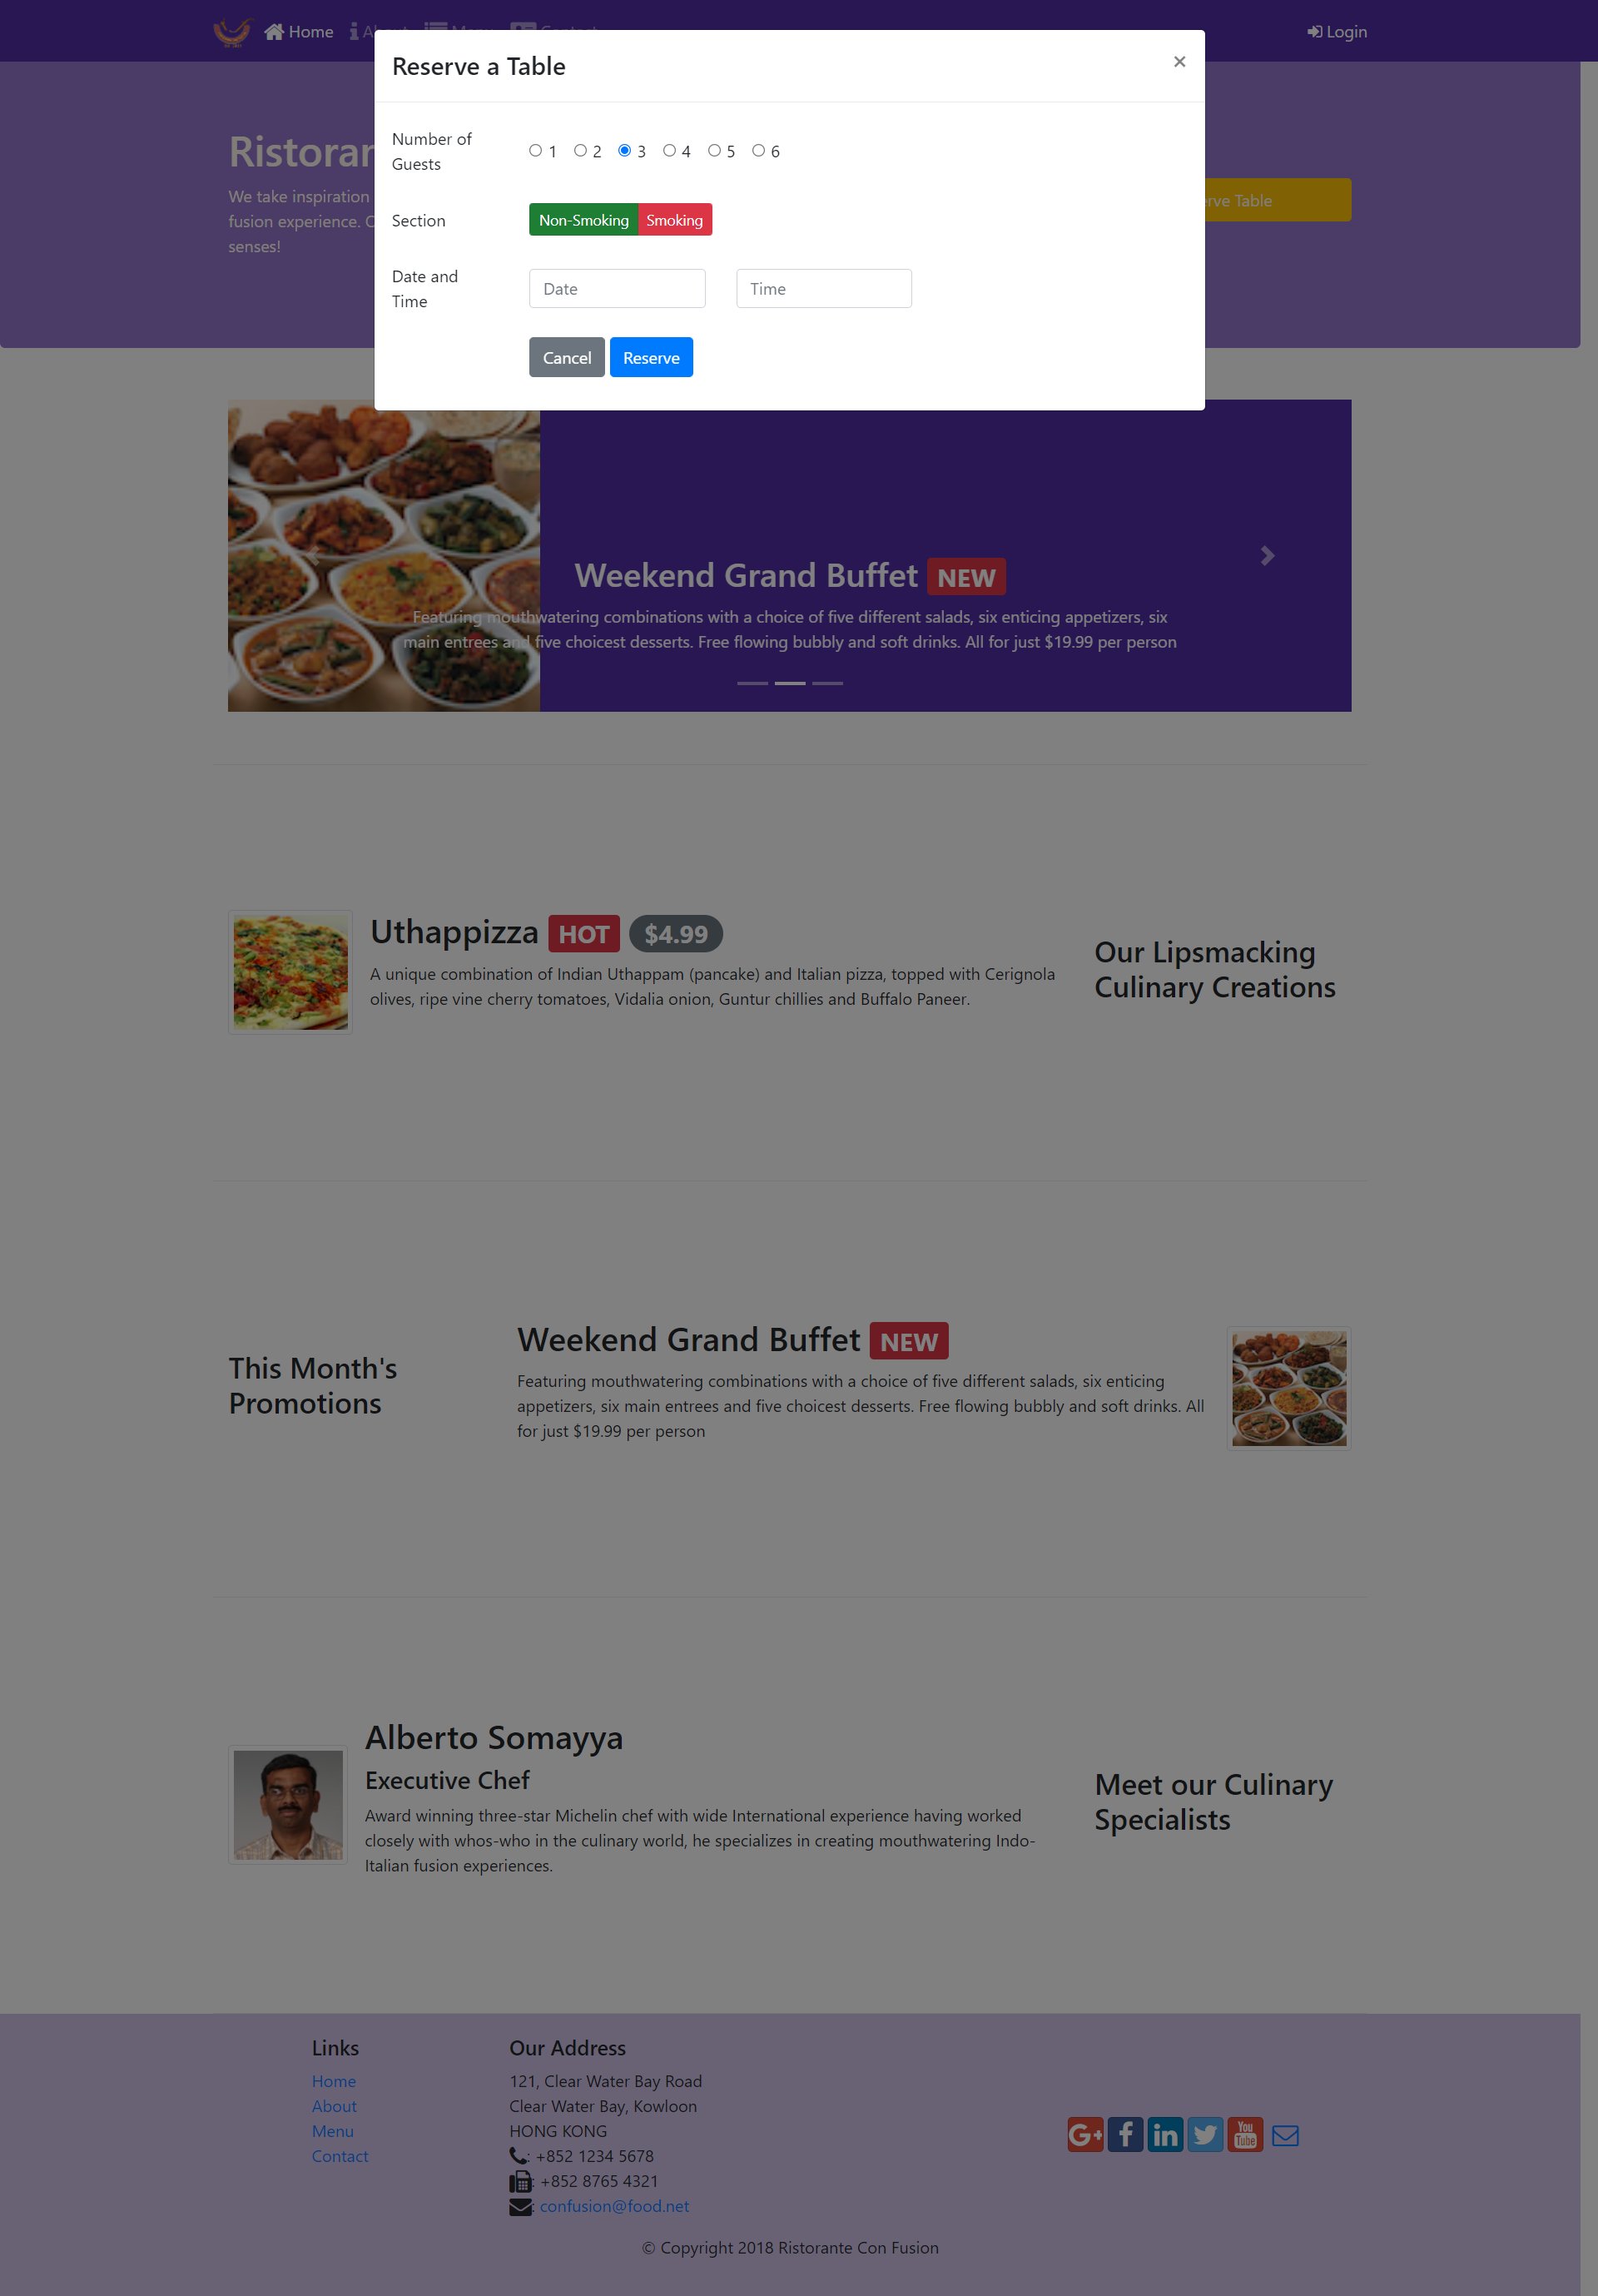 Home
Login
Reserve a Table
×
Number of
Guests
1 2 3 4 5 6
Section
Non-Smoking Smoking
Date and
Time
Date
Time
Cancel Reserve
We take inspiration
fusion experience.
senses!
Table
Weekend Grand Buffet NEW
Featuring mouthwatering combinations with a choice of five different salads, six enticing appetizers, six
main entrees and five choicest desserts. Free flowing bubbly and soft drinks. All for just $19.99 per person
Uthappizza HOT $4.99
A unique combination of Indian Uthappam (pancake) and Italian pizza, topped with Cerignola
olives, ripe vine cherry tomatoes, Vidalia onion, Guntur chillies and Buffalo Paneer.
Our Lipsmacking
Culinary Creations
This Month's
Promotions
Weekend Grand Buffet NEW
Featuring mouthwatering combinations with a choice of five different salads, six enticing
appetizers, six main entrees and five choicest desserts. Free flowing bubbly and soft drinks. All
for just $19.99 per person
Alberto Somayya
Executive Chef
Award winning three-star Michelin chef with wide International experience having worked
closely with whos-who in the culinary world, he specializes in creating mouthwatering Indo-
Italian fusion experiences.
Meet our Culinary
Specialists
Links
Home
About
Menu
Contact
Our Address
121, Clear Water Bay Road
Clear Water Bay, Kowloon
HONG KONG
: +852 1234 5678
: +852 8765 4321
: confusion@food.net
G+ f in You Tube
© Copyright 2018 Ristorante Con Fusion